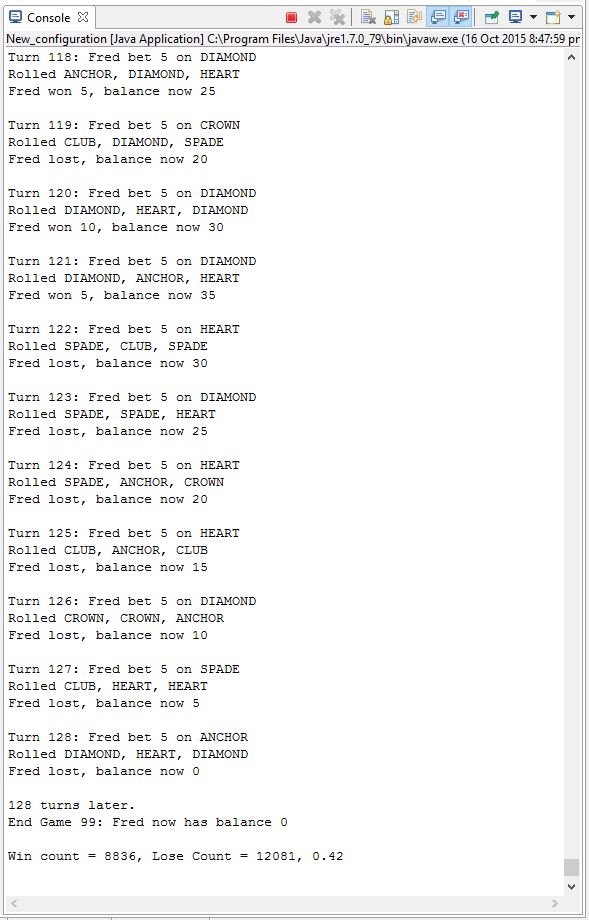 Console
New_configuration [Java Application] C:\Program Files\Java\jre1.7.0_79\bin\javaw.exe (16 Oct 2015 8:47:59 pr
Turn 118: Fred bet 5 on DIAMOND
Rolled ANCHOR, DIAMOND, HEART
Fred won 5, balance now 25
Turn 119: Fred bet 5 on CROWN
Rolled CLUB, DIAMOND, SPADE
Fred lost, balance now 20
Turn 120: Fred bet 5 on DIAMOND
Rolled DIAMOND, HEART, DIAMOND
Fred won 10, balance now 30
Turn 121: Fred bet 5 on DIAMOND
Rolled DIAMOND, ANCHOR, HEART
Fred won 5, balance now 35
Turn 122: Fred bet 5 on HEART
Rolled SPADE, CLUB, SPADE
Fred lost, balance now 30
Turn 123: Fred bet 5 on DIAMOND
Rolled SPADE, SPADE, HEART
Fred lost, balance now 25
Turn 124: Fred bet 5 on HEART
Rolled SPADE, ANCHOR, CROWN
Fred lost, balance now 20
Turn 125: Fred bet 5 on HEART
Rolled CLUB, ANCHOR, CLUB
Fred lost, balance now 15
Turn 126: Fred bet 5 on DIAMOND
Rolled CROWN, CROWN, ANCHOR
Fred lost, balance now 10
Turn 127: Fred bet 5 on SPADE
Rolled CLUB, HEART, HEART
Fred lost, balance now 5
Turn 128: Fred bet 5 on ANCHOR
Rolled DIAMOND, HEART, DIAMOND
Fred lost, balance now 0
128 turns later.
End Game 99: Fred now has balance 0
Win count = 8836, Lose Count = 12081, 0.42